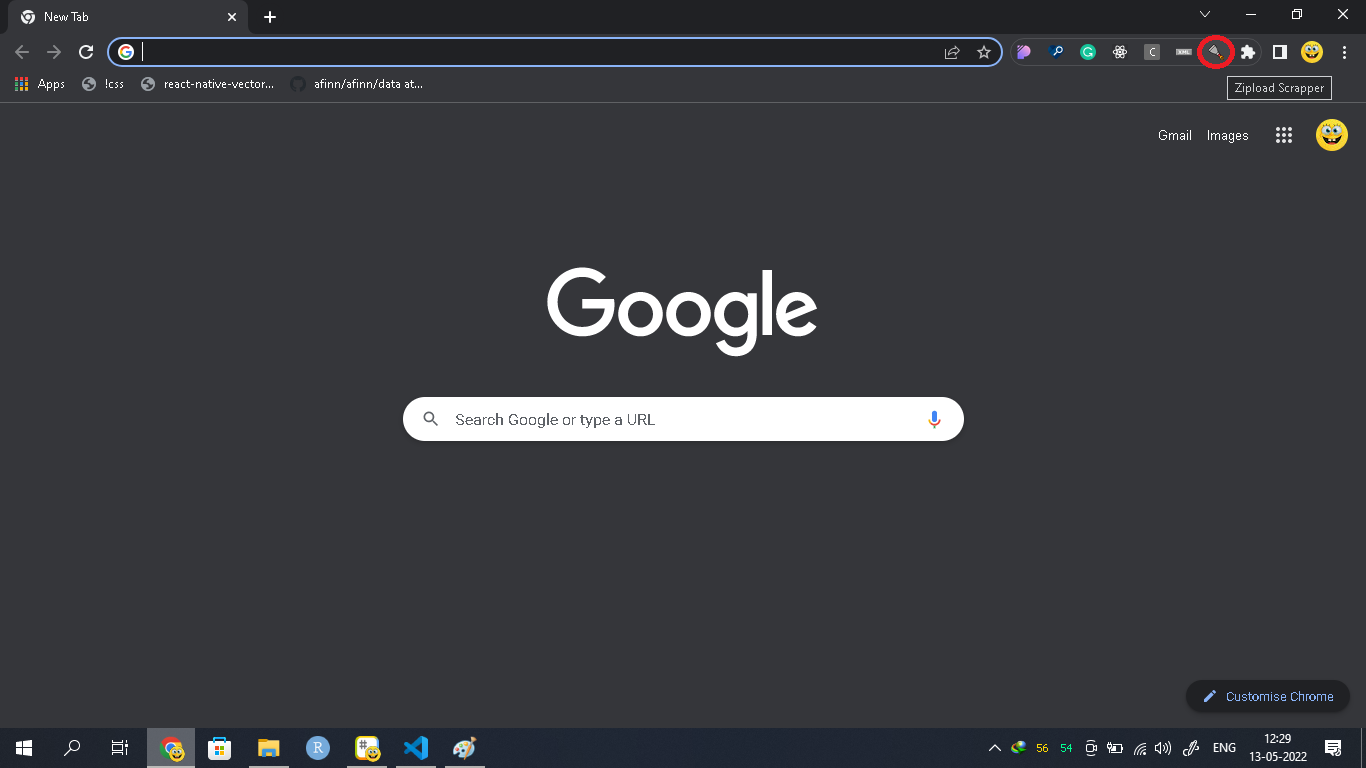 New Tab
C
XML
Apps
!css
react-native-vector...
afinn/afinn/data at...
Zipload Scrapper
Gmail
Images
Google
Search Google or type a URL
Customise Chrome
R
#
56
54
ENG
12:29
13-05-2022